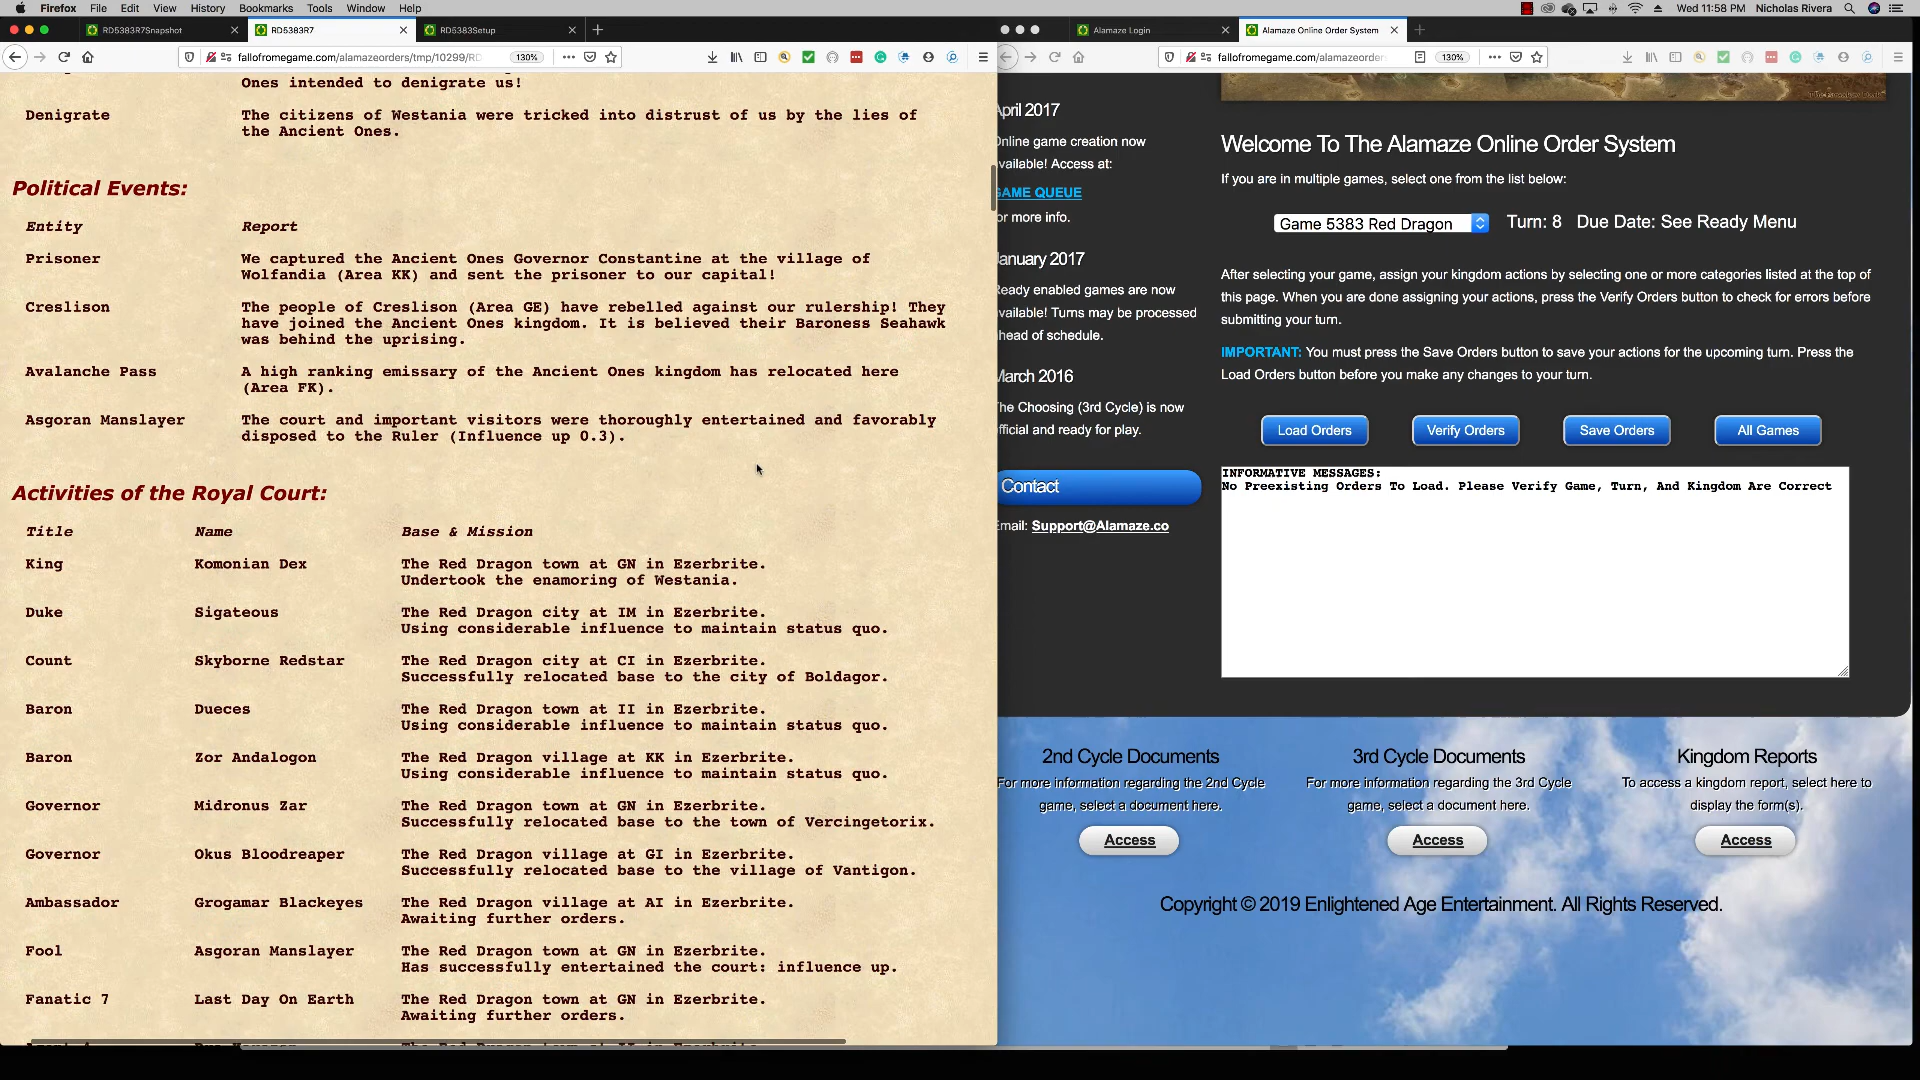 Firefox File Edit View History Bookmarks Tools Window Help
Wed 11:58 PM Nicholas Rivera
RD5383R7Snapshot
RD5383R7
RD5383Setup
fallofromegame.com/alamazeorders/tmp/10299/RD
130%
Ones intended to denigrate us!
Denigrate The citizens of Westania were tricked into distrust of us by the lies of
the Ancient Ones.
Political Events:
Entity Report
Prisoner We captured the Ancient Ones Governor Constantine at the village of
Wolfandia (Area KK) and sent the prisoner to our capital!
Creslison The people of Creslison (Area GE) have rebelled against our rulership! They
have joined the Ancient Ones kingdom. It is believed their Baroness Seahawk
was behind the uprising.
Avalanche Pass A high ranking emissary of the Ancient Ones kingdom has relocated here
(Area FK).
Asgoran Manslayer The court and important visitors were thoroughly entertained and favorably
disposed to the Ruler (Influence up 0.3).
Activities of the Royal Court:
Title Name Base & Mission
King Komonian Dex The Red Dragon town at GN in Ezerbrite.
Undertook the enamoring of Westania.
Duke Sigateous The Red Dragon city at IM in Ezerbrite.
Using considerable influence to maintain status quo.
Count Skyborne Redstar The Red Dragon city at CI in Ezerbrite.
Successfully relocated base to the city of Boldagor.
Baron Dueces The Red Dragon town at II in Ezerbrite.
Using considerable influence to maintain status quo.
Baron Zor Andalogon The Red Dragon village at KK in Ezerbrite.
Using considerable influence to maintain status quo.
Governor Midronus Zar The Red Dragon town at GN in Ezerbrite.
Successfully relocated base to the town of Vercingetorix.
Governor Okus Bloodreaper The Red Dragon village at GI in Ezerbrite.
Successfully relocated base to the village of Vantigon.
Ambassador Grogamar Blackeyes The Red Dragon village at AI in Ezerbrite.
Awaiting further orders.
Fool Asgoran Manslayer The Red Dragon town at GN in Ezerbrite.
Has successfully entertained the court: influence up.
Fanatic 7 Last Day On Earth The Red Dragon town at GN in Ezerbrite.
Awaiting further orders.
Alamaze Login
Alamaze Online Order System
fallofromegame.com/alamazeorder
130%
April 2017
Online game creation now
available! Access at:
GAME QUEUE
for more info.
January 2017
Ready enabled games are now
available! Turns may be processed
ahead of schedule.
March 2016
The Choosing (3rd Cycle) is now
official and ready for play.
Contact
Email: Support@Alamaze.co
Welcome To The Alamaze Online Order System
If you are in multiple games, select one from the list below:
Game 5383 Red Dragon Turn: 8 Due Date: See Ready Menu
After selecting your game, assign your kingdom actions by selecting one or more categories listed at the top of
this page. When you are done assigning your actions, press the Verify Orders button to check for errors before
submitting your turn.
IMPORTANT: You must press the Save Orders button to save your actions for the upcoming turn. Press the
Load Orders button before you make any changes to your turn.
Load Orders Verify Orders Save Orders All Games
INFORMATIVE MESSAGES:
No Preexisting Orders To Load. Please Verify Game, Turn, And Kingdom Are Correct
2nd Cycle Documents
For more information regarding the 2nd Cycle
game, select a document here.
Access
3rd Cycle Documents
For more information regarding the 3rd Cycle
game, select a document here.
Access
Kingdom Reports
To access a kingdom report, select here to
display the form(s).
Access
Copyright © 2019 Enlightened Age Entertainment. All Rights Reserved.